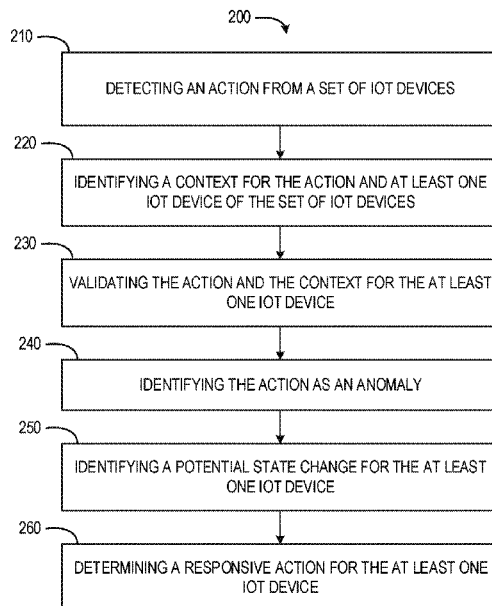 200
210
DETECTING AN ACTION FROM A SET OF IOT DEVICES
220
IDENTIFYING A CONTEXT FOR THE ACTION AND AT LEAST ONE
IOT DEVICE OF THE SET OF IOT DEVICES
230
VALIDATING THE ACTION AND THE CONTEXT FOR THE AT LEAST
ONE IOT DEVICE
240
IDENTIFYING THE ACTION AS AN ANOMALY
250
IDENTIFYING A POTENTIAL STATE CHANGE FOR THE AT LEAST
ONE IOT DEVICE
260
DETERMINING A RESPONSIVE ACTION FOR THE AT LEAST ONE
IOT DEVICE